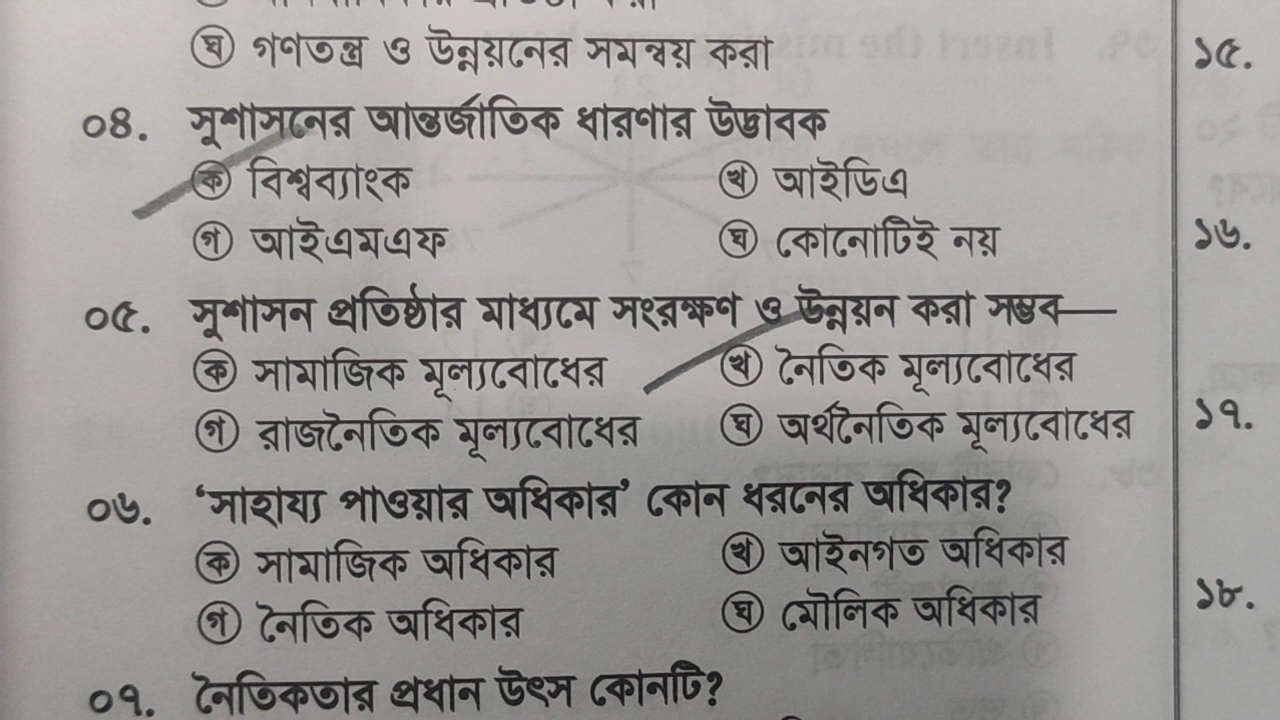 ঘ গণতন্ত্র ও উন্নয়নের সমন্বয় করা
১৫.
০৪. সুশাসনের আন্তর্জাতিক ধারণার উদ্ভাবক
ক বিশ্বব্যাংক খ আইডিএ
গ আইএমএফ ঘ কোনোটিই নয়
১৬.
০৫. সুশাসন প্রতিষ্ঠার মাধ্যমে সংরক্ষণ ও উন্নয়ন করা সম্ভব—
ক সামাজিক মূল্যবোধের খ নৈতিক মূল্যবোধের
গ রাজনৈতিক মূল্যবোধের ঘ অর্থনৈতিক মূল্যবোধের
১৭.
০৬. ‘সাহায্য পাওয়ার অধিকার’ কোন ধরনের অধিকার?
ক সামাজিক অধিকার খ আইনগত অধিকার
গ নৈতিক অধিকার ঘ মৌলিক অধিকার
১৮.
০৭. নৈতিকতার প্রধান উৎস কোনটি?